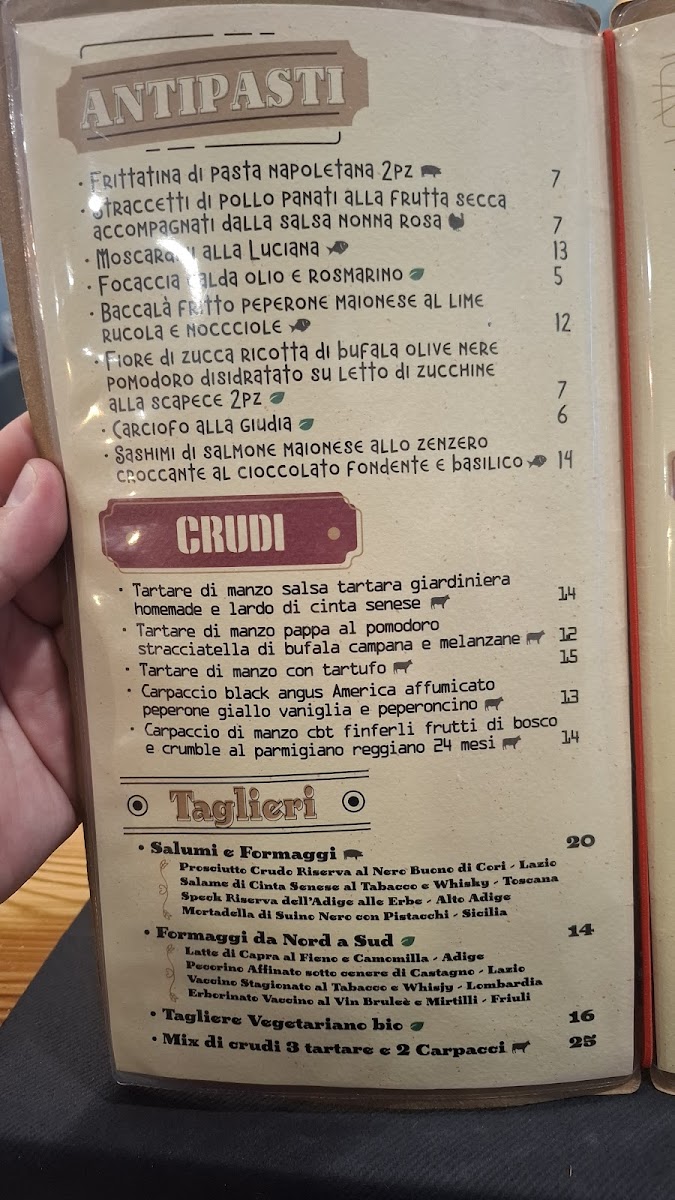 ANTIPASTI
· Frittatina di pasta napoletana 2pz 7
· Straccetti di pollo panati alla frutta secca
accompagnati dalla salsa nonna rosa 7
· Moscardini alla Luciana 13
· Focaccia calda olio e rosmarino 5
· Baccalà fritto peperone maionese al lime
rucola e noccciole 12
· Fiore di zucca ricotta di bufala olive nere
pomodoro disidratato su letto di zucchine
alla scapece 2pz 7
· Carciofo alla Giudia 6
· Sashimi di salmone maionese allo zenzero
croccante al cioccolato fondente e basilico 14
CRUDI
· Tartare di manzo salsa tartara giardiniera
homemade e lardo di cinta senese 14
· Tartare di manzo pappa al pomodoro
stracciatella di bufala campana e melanzane 12
· Tartare di manzo con tartufo 15
· Carpaccio black angus America affumicato
peperone giallo vaniglia e peperoncino 13
· Carpaccio di manzo cbt finferli frutti di bosco
e crumble al parmigiano reggiano 24 mesi 14
Taglieri
• Salumi e Formaggi 20
Prosciutto Crudo Riserva al Nero Buono di Cori - Lazio
Salame di Cinta Senese al Tabacco e Whisky - Toscana
Speck Riserva dell'Adige alle Erbe - Alto Adige
Mortadella di Suino Nero con Pistacchi - Sicilia
• Formaggi da Nord a Sud 14
Latte di Capra al Fieno e Camomilla - Adige
Pecorino Affinato sotto cenere di Castagno - Lazio
Vaccino Stagionato al Tabacco e Whisjy - Lombardia
Erborinato Vaccino al Vin Bruleè e Mirtilli - Friuli
• Tagliere Vegetariano bio 16
• Mix di crudi 3 tartare e 2 Carpacci 25